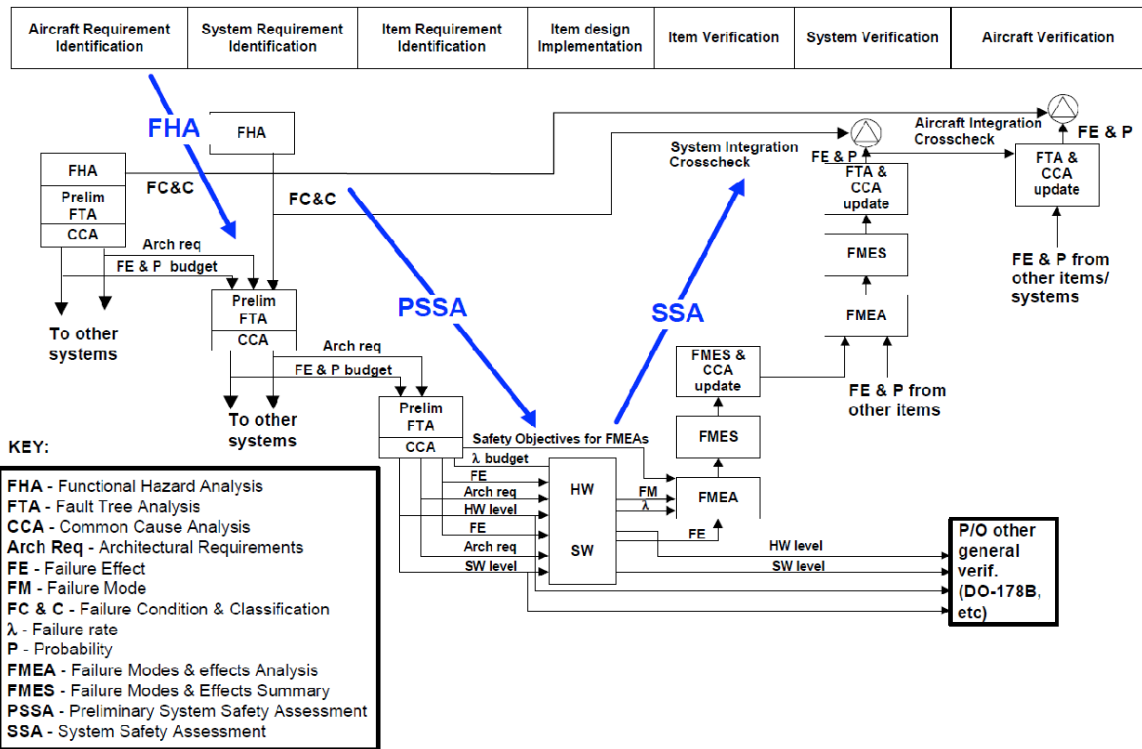 Aircraft Requirement
Identification
System Requirement
Identification
Item Requirement
Identification
Item design
Implementation
Item Verification
System Verification
Aircraft Verification
FHA
FHA
FHA
Prelim
FTA
CCA
FC&C
FC&C
Arch req
FE & P budget
To other
systems
Prelim
FTA
CCA
Arch req
FE & P budget
To other
systems
PSSA
SSA
System Integration
Crosscheck
FE & P
Aircraft Integration
Crosscheck
FE & P
FTA &
CCA
update
FTA &
CCA
update
FMES
FMEA
FE & P from
other items/
systems
FE & P from
other items
FMES &
CCA
update
FMES
FMEA
Prelim
FTA
CCA
Safety Objectives for FMEAs
λ budget
FE
Arch req
HW level
FE
Arch req
SW level
HW
SW
FM
λ
FE
HW level
SW level
P/O other
general
verif.
(DO-178B,
etc)
KEY:
FHA - Functional Hazard Analysis
FTA - Fault Tree Analysis
CCA - Common Cause Analysis
Arch Req - Architectural Requirements
FE - Failure Effect
FM - Failure Mode
FC & C - Failure Condition & Classification
λ - Failure rate
P - Probability
FMEA - Failure Modes & effects Analysis
FMES - Failure Modes & Effects Summary
PSSA - Preliminary System Safety Assessment
SSA - System Safety Assessment